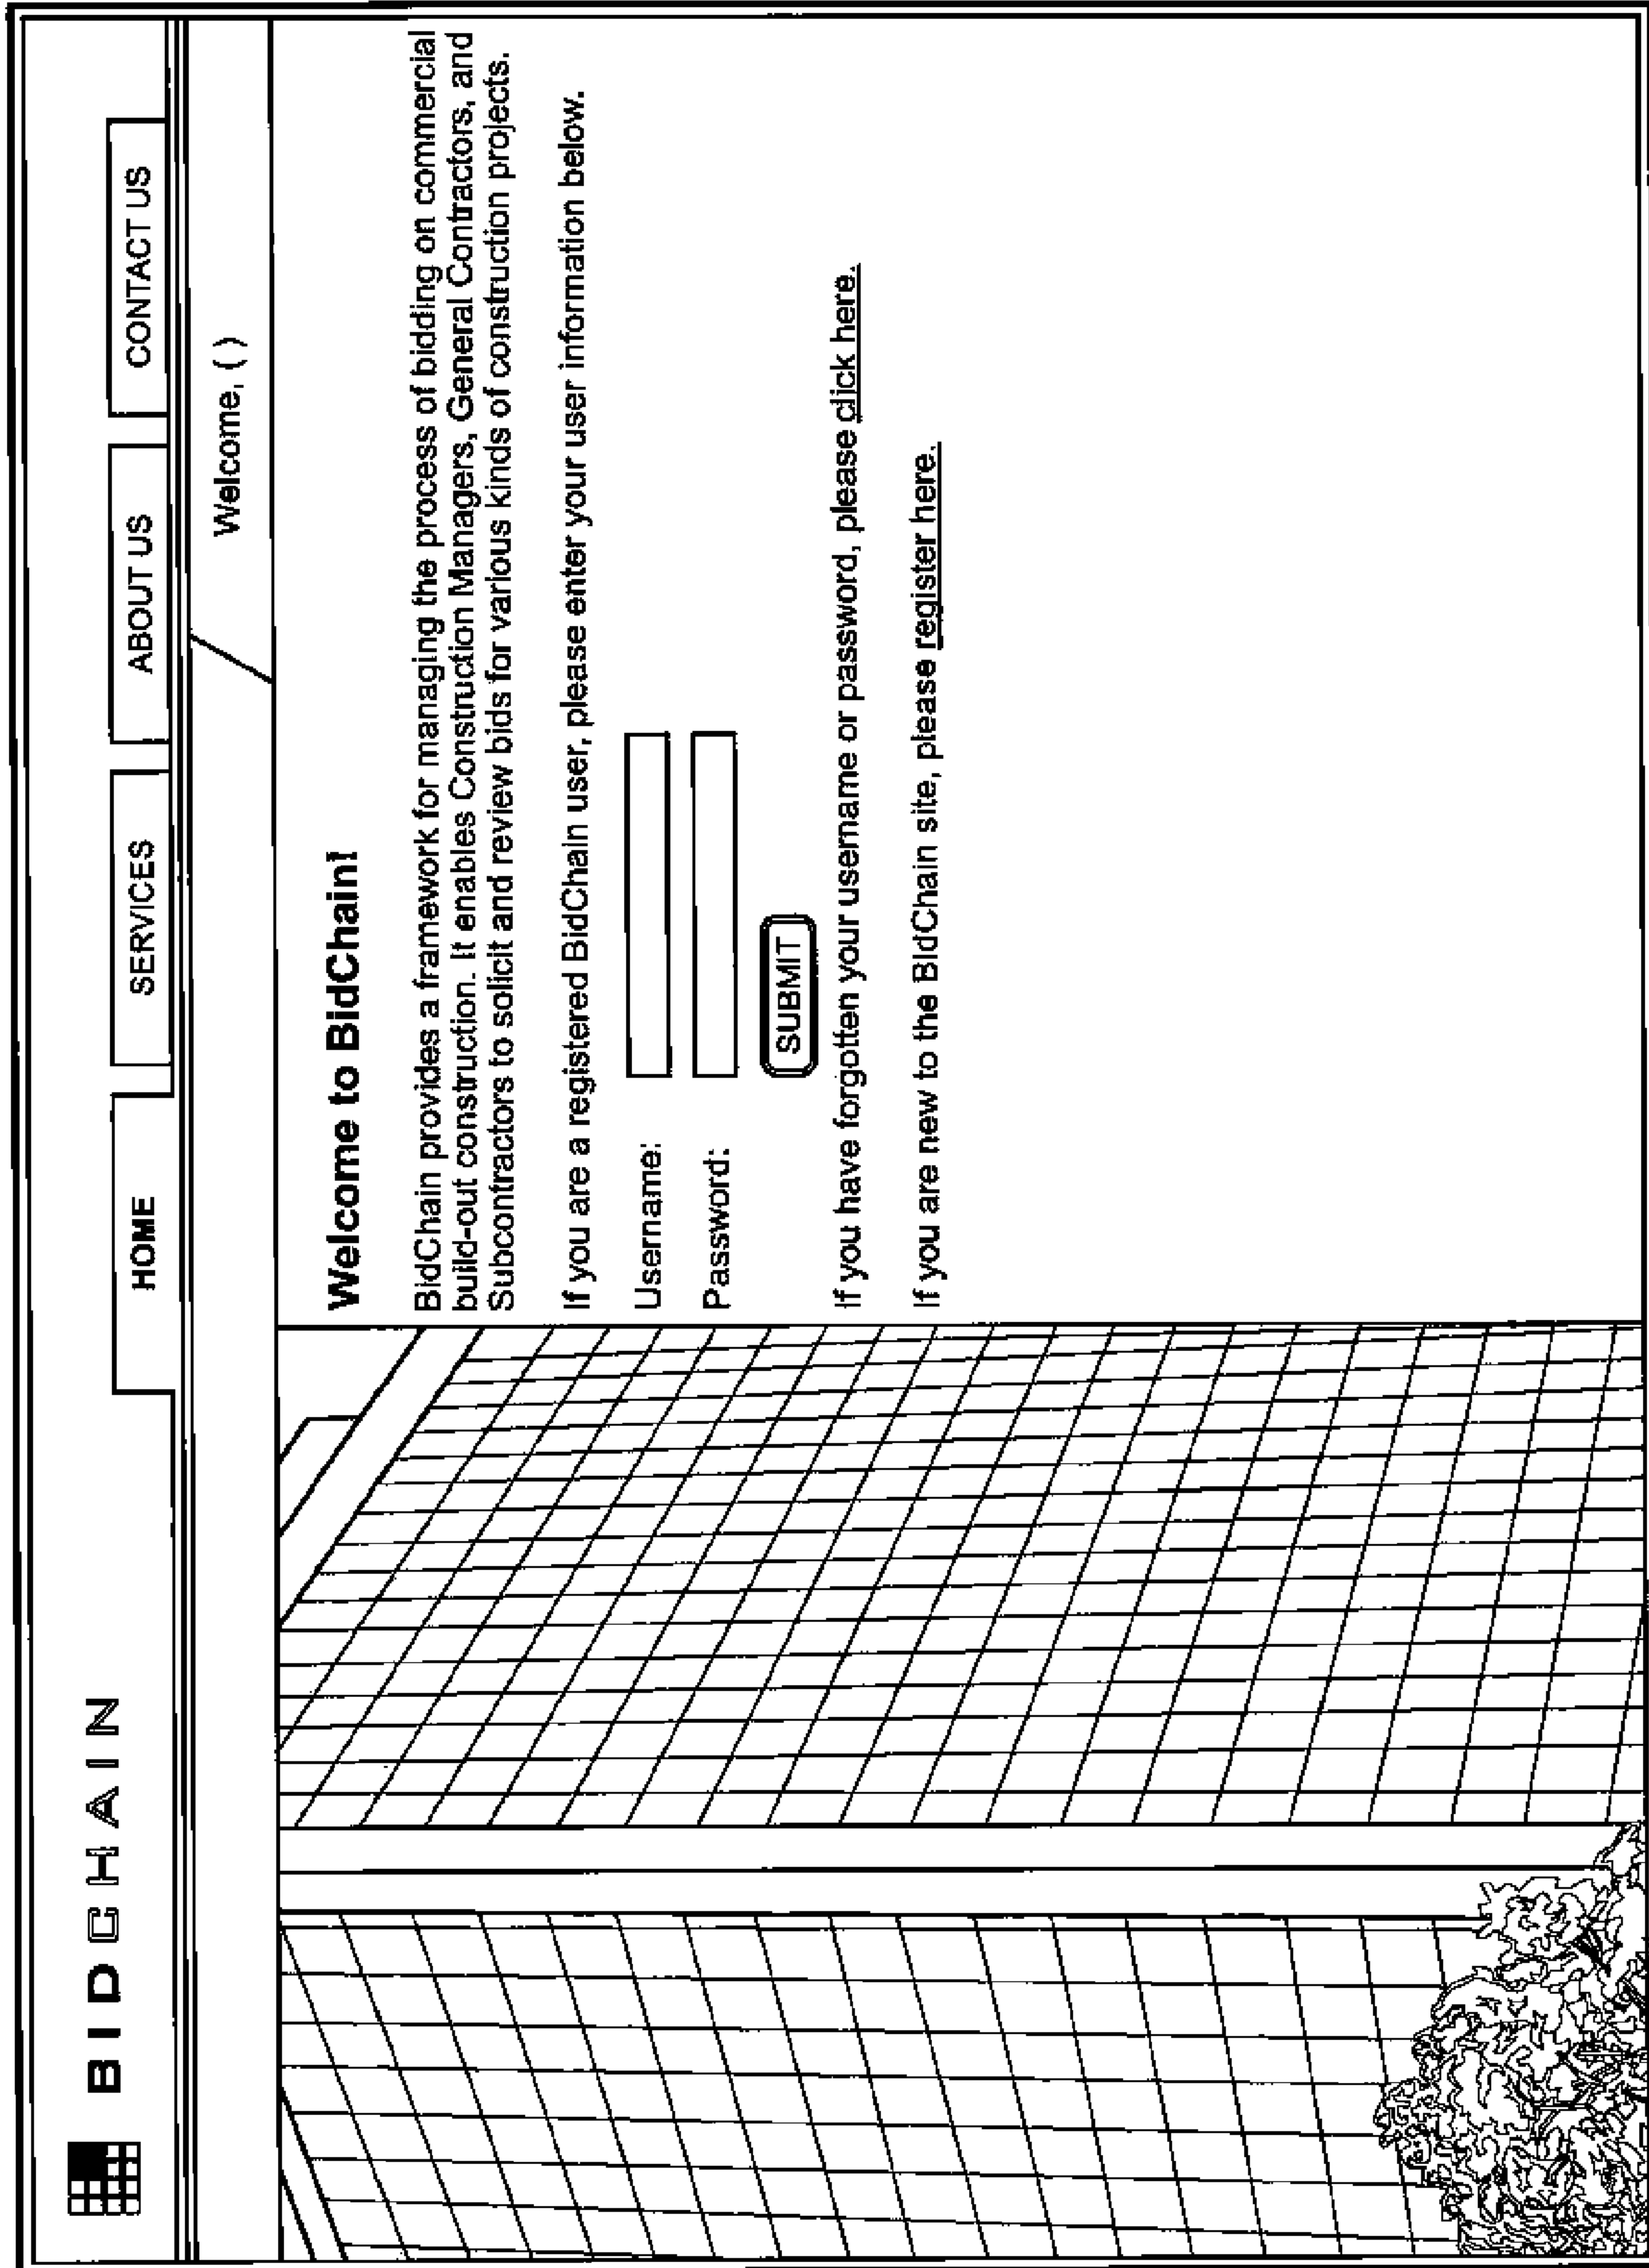 BIDCHAIN
HOME
SERVICES
ABOUT US
CONTACT US
Welcome, ( )
Welcome to BidChain!
BidChain provides a framework for managing the process of bidding on commercial
build-out construction. It enables Construction Managers, General Contractors, and
Subcontractors to solicit and review bids for various kinds of construction projects.
If you are a registered BidChain user, please enter your user information below.
Username:
Password:
SUBMIT
If you have forgotten your username or password, please click here.
If you are new to the BidChain site, please register here.